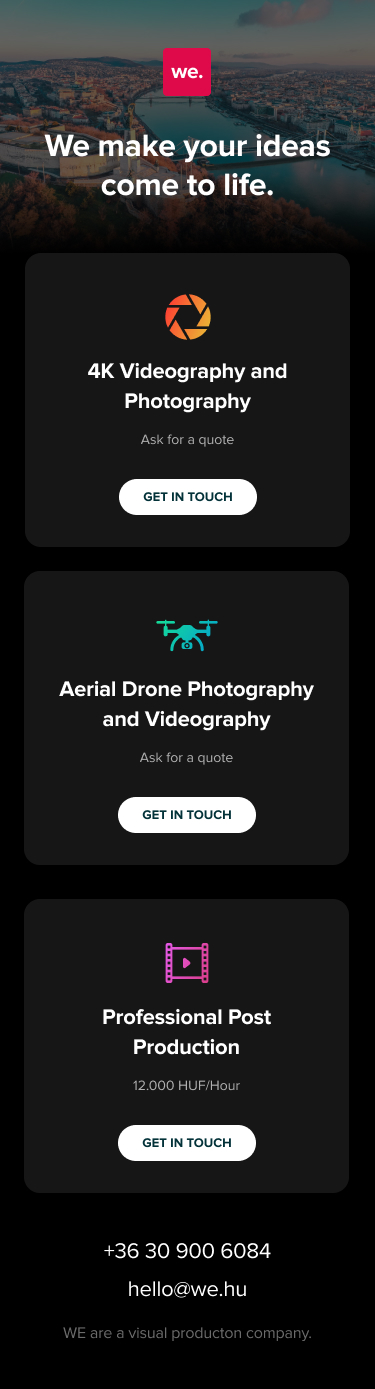 we.
We make your ideas
come to life.
4K Videography and
Photography
Ask for a quote
GET IN TOUCH
Aerial Drone Photography
and Videography
Ask for a quote
GET IN TOUCH
Professional Post
Production
12.000 HUF/Hour
GET IN TOUCH
+36 30 900 6084
hello@we.hu
WE are a visual producton company.